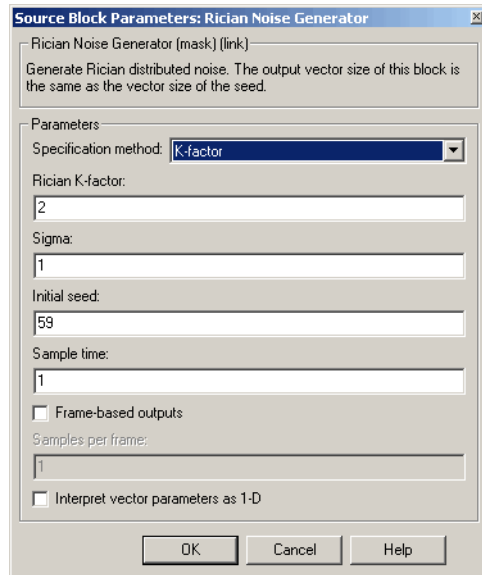 Source Block Parameters: Rician Noise Generator
Rician Noise Generator (mask) (link)
Generate Rician distributed noise. The output vector size of this block is
the same as the vector size of the seed.
Parameters
Specification method: K-factor
Rician K-factor:
2
Sigma:
1
Initial seed:
59
Sample time:
1
Frame-based outputs
Samples per frame:
1
Interpret vector parameters as 1-D
OK Cancel Help